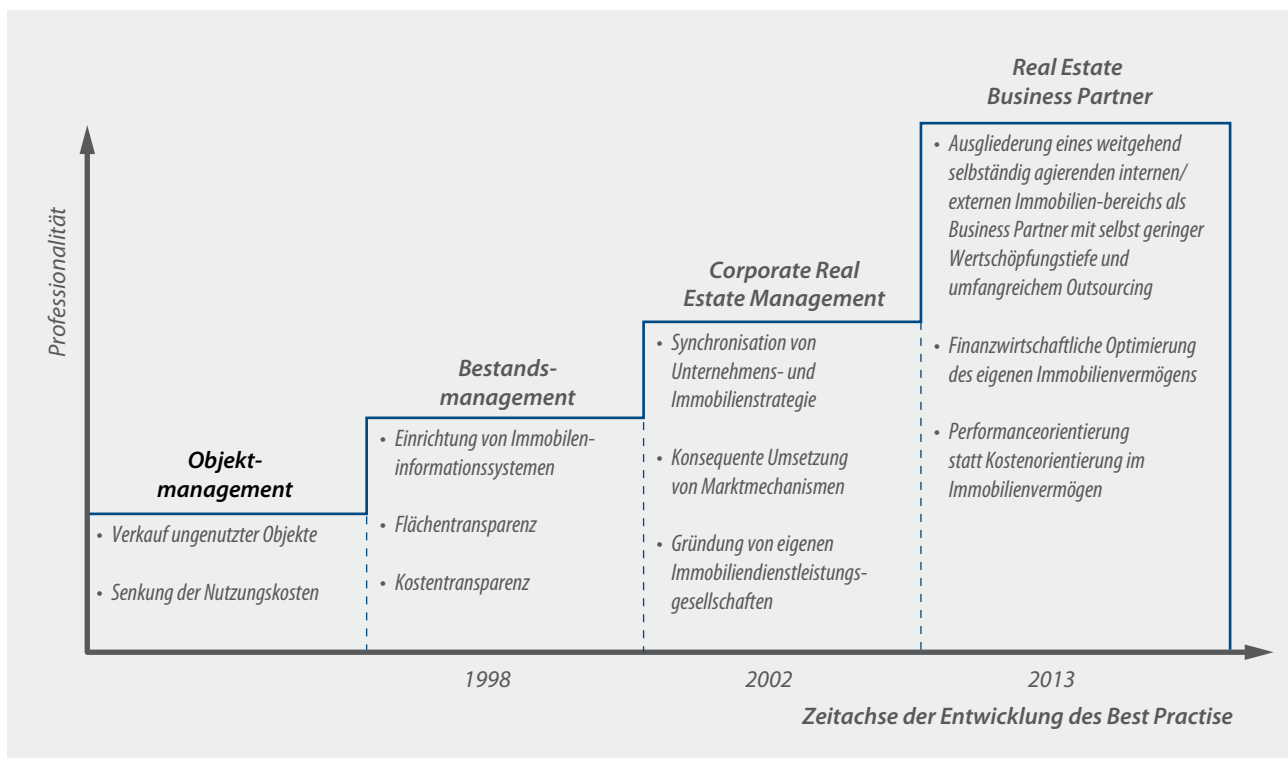 Real Estate
Business Partner
• Ausgliederung eines weitgehend
selbständig agierenden internen/
externen Immobilien-bereichs als
Business Partner mit selbst geringer
Wertschöpfungstiefe und
umfangreichem Outsourcing
• Finanzwirtschaftliche Optimierung
des eigenen Immobilienvermögens
• Performanceorientierung
statt Kostenorientierung im
Immobilienvermögen
Corporate Real
Estate Management
• Synchronisation von
Unternehmens- und
Immobilienstrategie
• Konsequente Umsetzung
von Marktmechanismen
• Gründung von eigenen
Immobiliendienstleistungs-
gesellschaften
Bestands-
management
• Einrichtung von Immobilen-
informationssystemen
• Flächentransparenz
• Kostentransparenz
Objekt-
management
• Verkauf ungenutzter Objekte
• Senkung der Nutzungskosten
Professionalität
1998
2002
2013
Zeitachse der Entwicklung des Best Practise